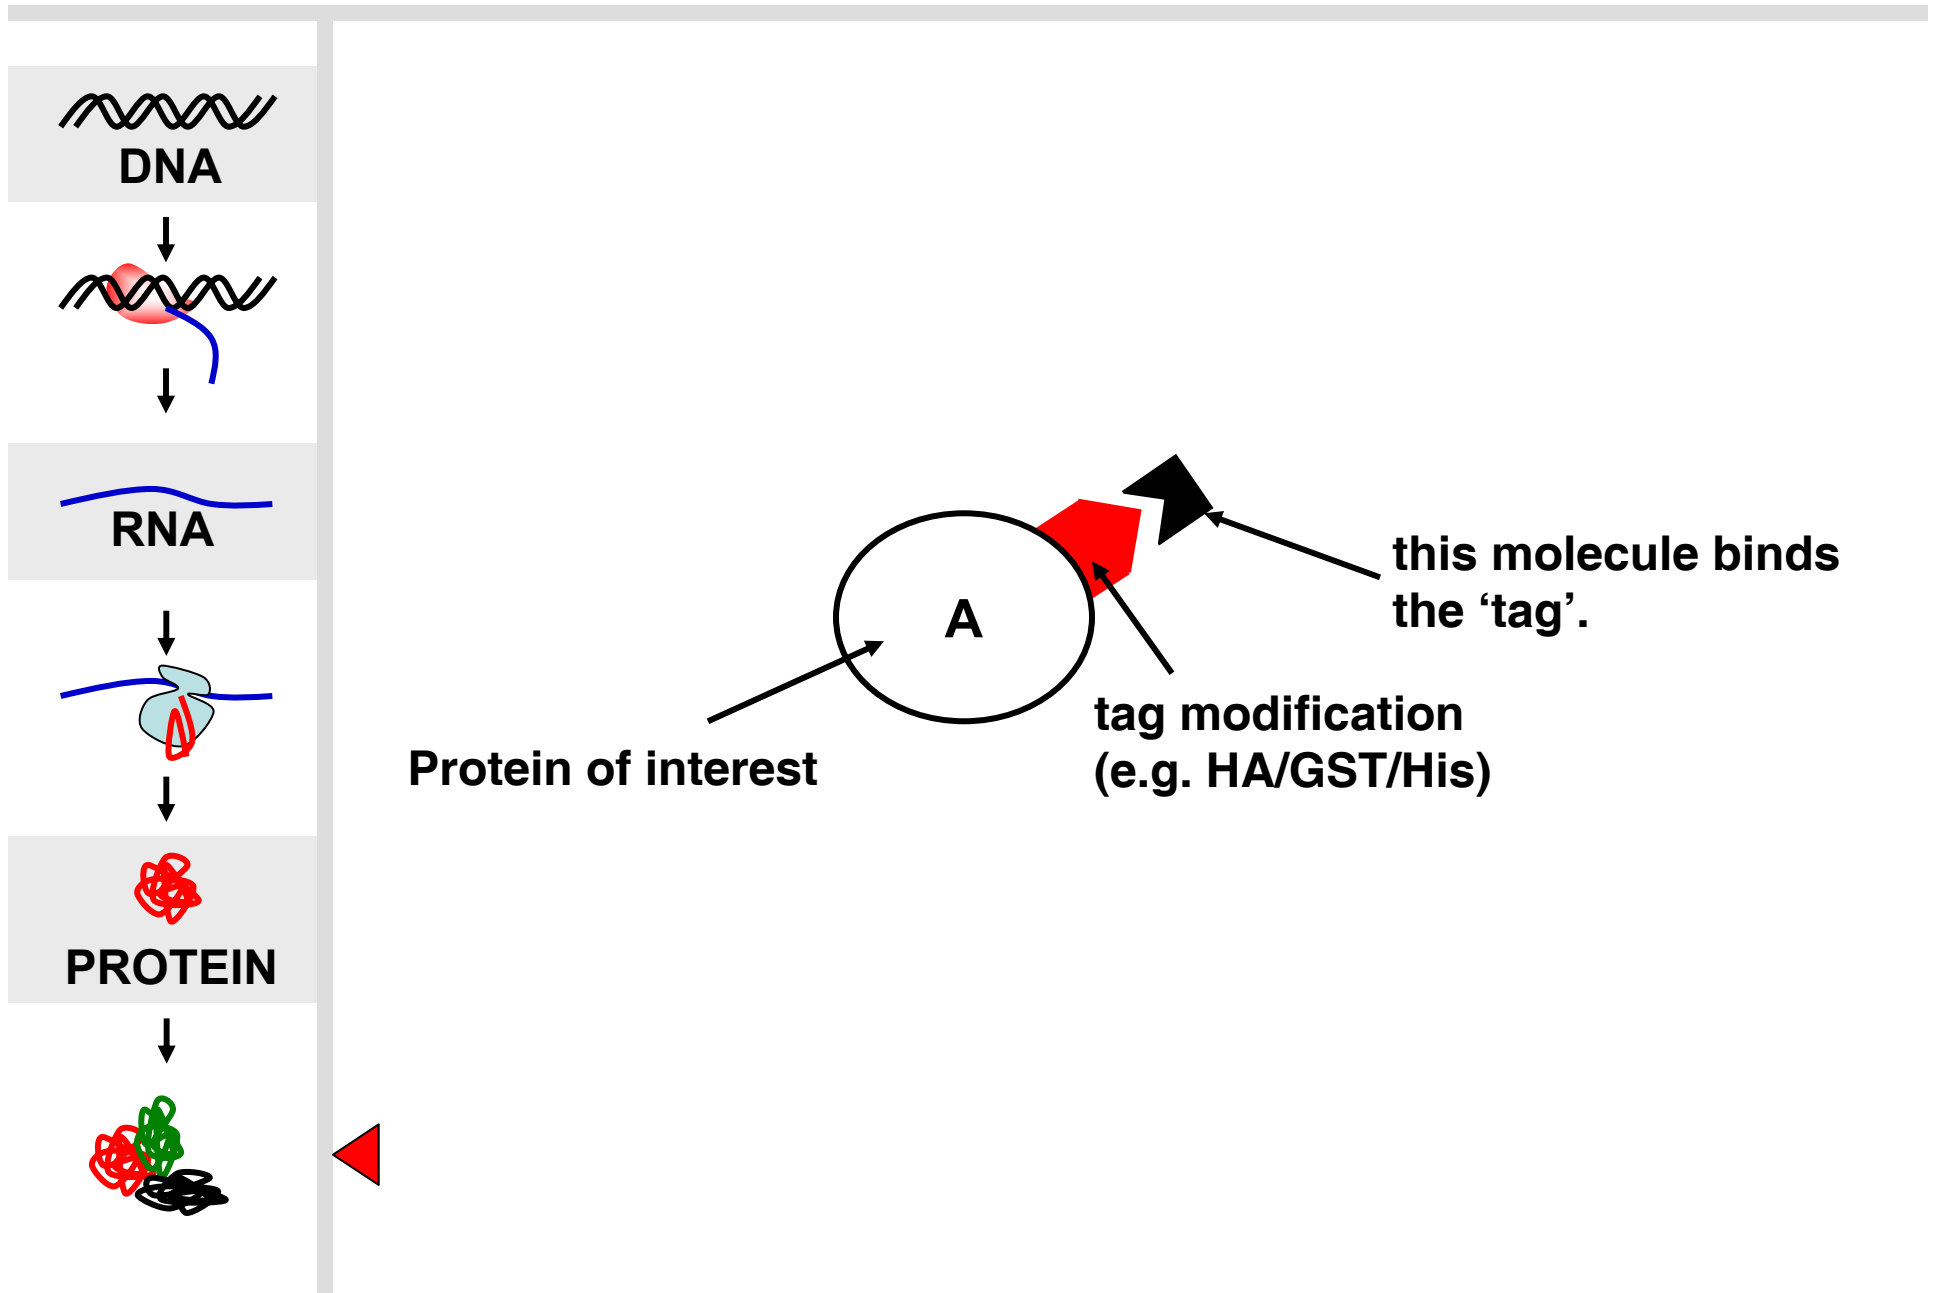 DNA
RNA
PROTEIN
A
this molecule binds
the ‘tag’.
tag modification
(e.g. HA/GST/His)
Protein of interest